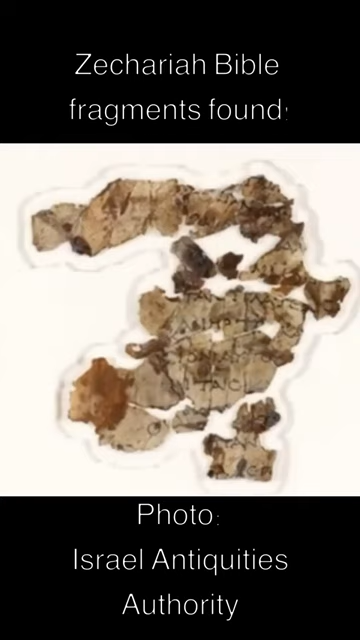 Zechariah Bible
fragments found:
Photo:
Israel Antiquities
Authority